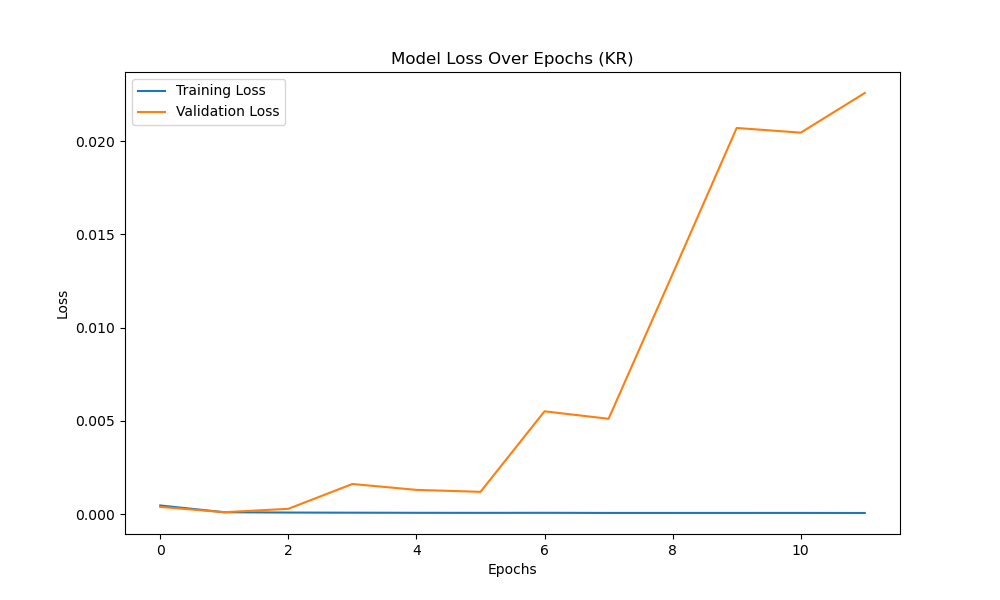 Model Loss Over Epochs (KR)
Training Loss
Validation Loss
0.020
0.015
0.010
0.005
0.000
Loss
0 2 4 6 8 10
Epochs